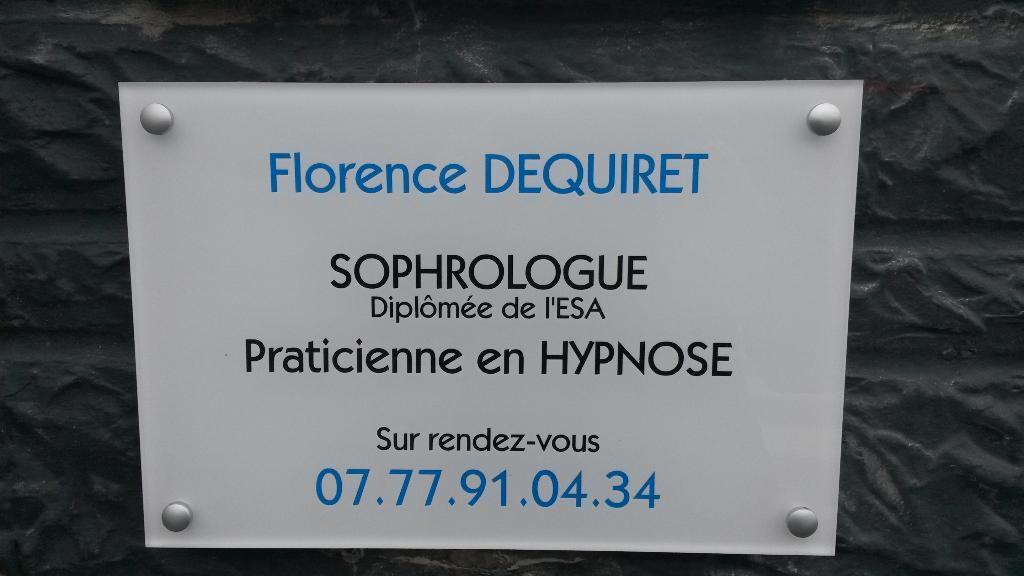 Florence DEQUIRET
SOPHROLOGUE
Diplômée de l'ESA
Praticienne en HYPNOSE
Sur rendez-vous
07.77.91.04.34